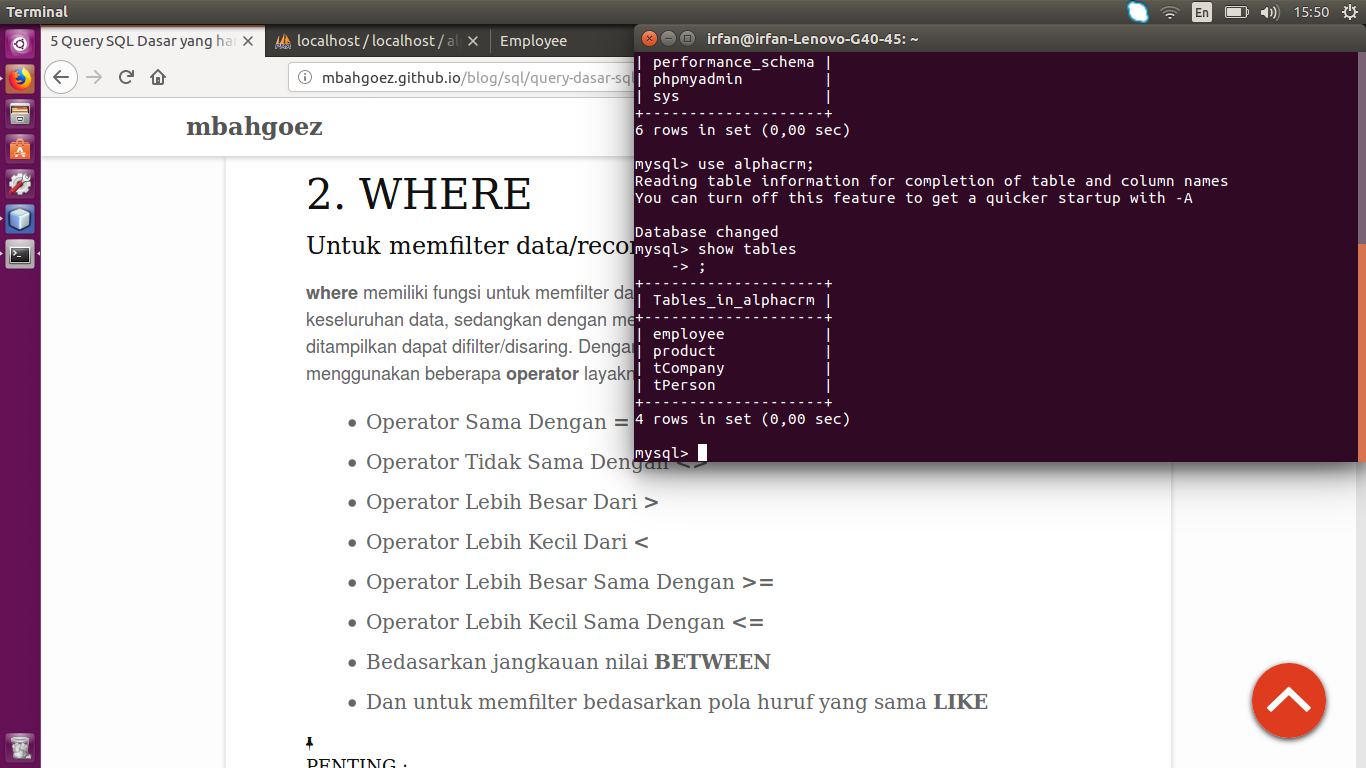 Terminal
En
15:50
5 Query SQL Dasar yang ha
localhost / localhost / al
Employee
mbahgoez.github.io/blog/sql/query-dasar-sql
mbahgoez
2. WHERE
Untuk memfilter data/reco
where memiliki fungsi untuk memfilter da
keseluruhan data, sedangkan dengan me
ditampilkan dapat difilter/disaring. Dengan
menggunakan beberapa operator layakn
• Operator Sama Dengan =
• Operator Tidak Sama Dengan <>
• Operator Lebih Besar Dari >
• Operator Lebih Kecil Dari <
• Operator Lebih Besar Sama Dengan >=
• Operator Lebih Kecil Sama Dengan <=
• Bedasarkan jangkauan nilai BETWEEN
• Dan untuk memfilter bedasarkan pola huruf yang sama LIKE
PENTING :
irfan@irfan-Lenovo-G40-45: ~
| performance_schema |
| phpmyadmin         |
| sys                |
+--------------------+
6 rows in set (0,00 sec)
mysql> use alphacrm;
Reading table information for completion of table and column names
You can turn off this feature to get a quicker startup with -A
Database changed
mysql> show tables
    -> ;
+--------------------+
| Tables_in_alphacrm |
+--------------------+
| employee           |
| product            |
| tCompany           |
| tPerson            |
+--------------------+
4 rows in set (0,00 sec)
mysql>